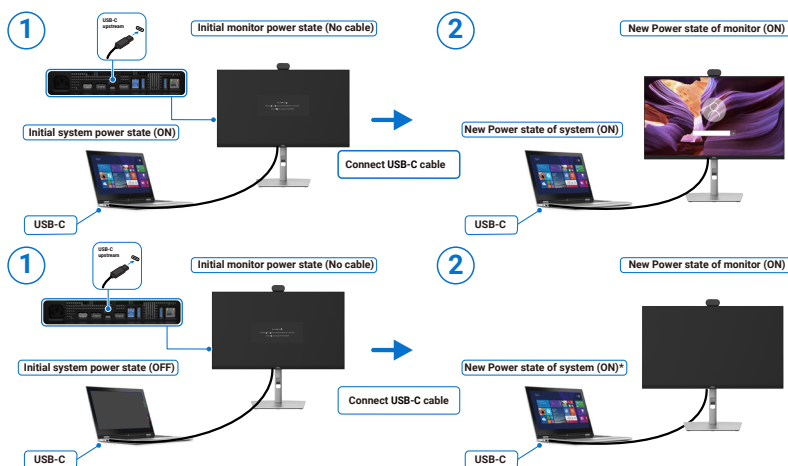 1
USB-C
upstream
Initial monitor power state (No cable)
2
New Power state of monitor (ON)
Initial system power state (ON)
New Power state of system (ON)
Connect USB-C cable
USB-C
USB-C
1
USB-C
upstream
Initial monitor power state (No cable)
2
New Power state of monitor (ON)
Initial system power state (OFF)
New Power state of system (ON)*
Connect USB-C cable
USB-C
USB-C